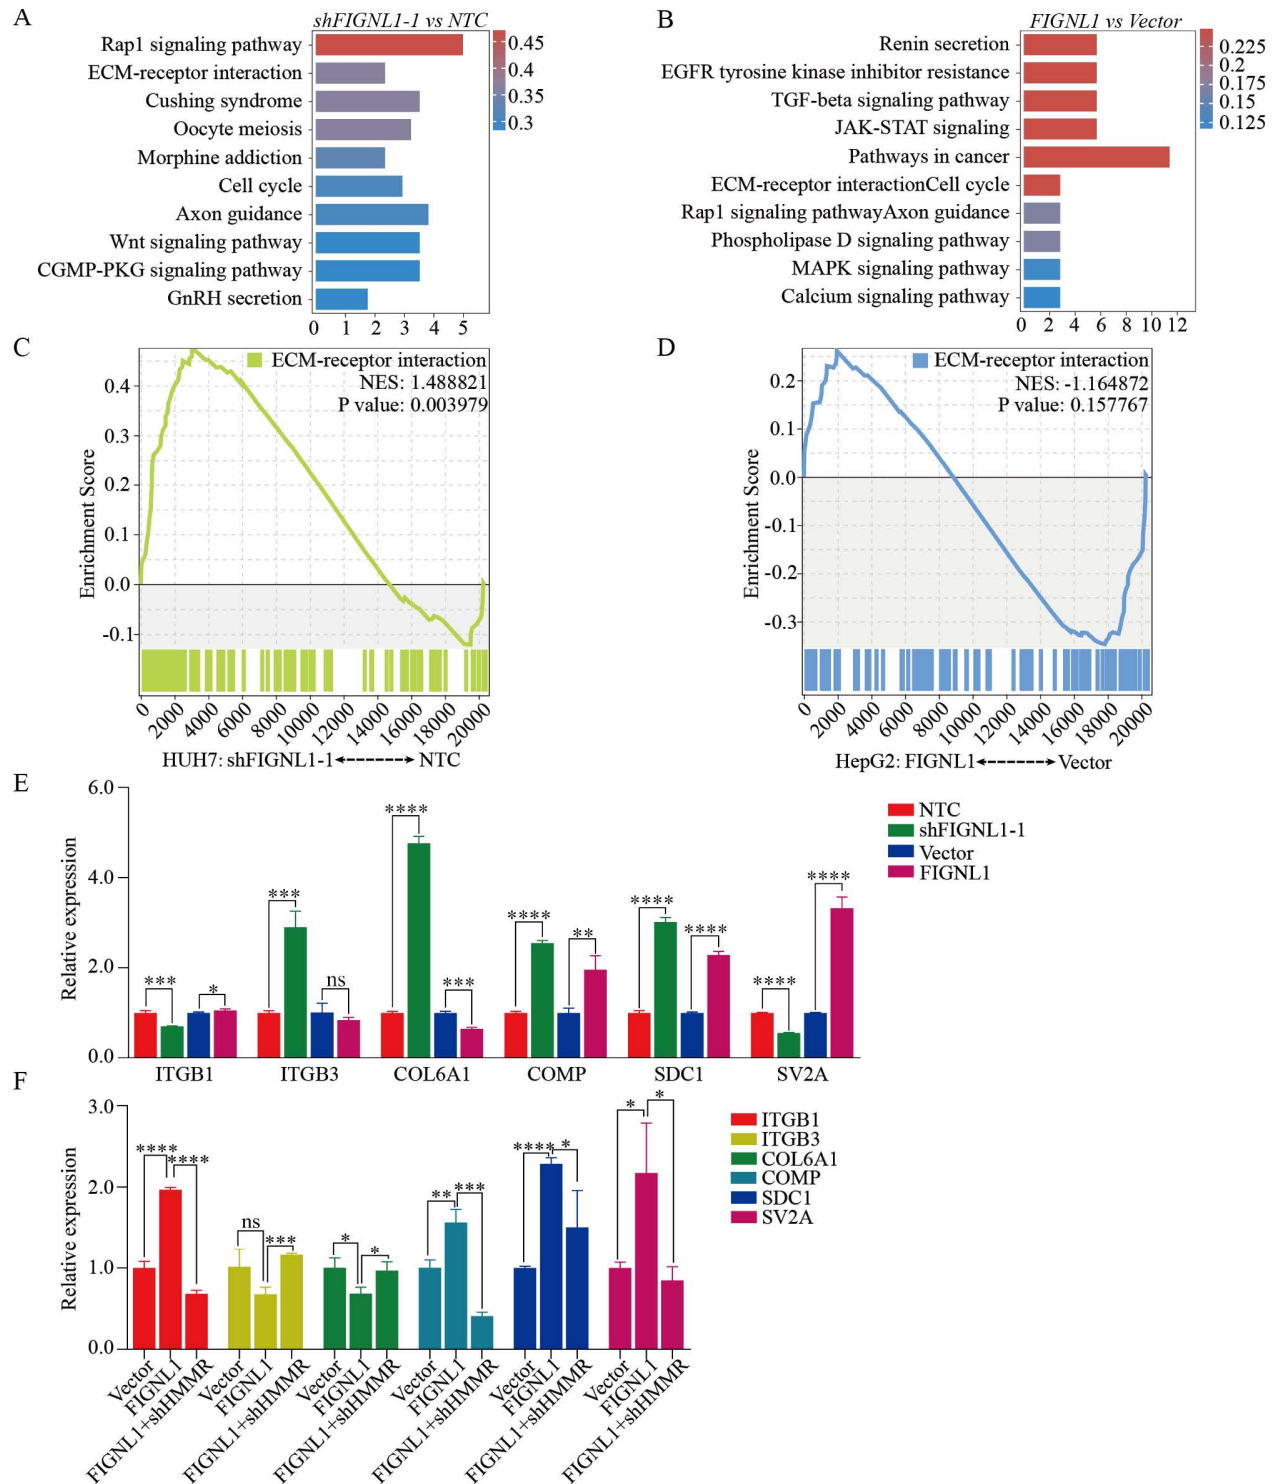 A
shFIGNL1-1 vs NTC
Rap1 signaling pathway
ECM-receptor interaction
Cushing syndrome
Oocyte meiosis
Morphine addiction
Cell cycle
Axon guidance
Wnt signaling pathway
CGMP-PKG signaling pathway
GnRH secretion
0 1 2 3 4 5
0.45
0.4
0.35
0.3
B
FIGNL1 vs Vector
Renin secretion
EGFR tyrosine kinase inhibitor resistance
TGF-beta signaling pathway
JAK-STAT signaling
Pathways in cancer
ECM-receptor interactionCell cycle
Rap1 signaling pathwayAxon guidance
Phospholipase D signaling pathway
MAPK signaling pathway
Calcium signaling pathway
0 2 4 6 8 10 12
0.225
0.2
0.175
0.15
0.125
C
ECM-receptor interaction
NES: 1.488821
P value: 0.003979
Enrichment Score
0.4
0.3
0.2
0.1
0.0
-0.1
0 2000 4000 6000 8000 10000 12000 14000 16000 18000 20000
HUH7: shFIGNL1-1 NTC
D
ECM-receptor interaction
NES: -1.164872
P value: 0.157767
Enrichment Score
0.2
0.1
0.0
-0.1
-0.2
-0.3
0 2000 4000 6000 8000 10000 12000 14000 16000 18000 20000
HepG2: FIGNL1 Vector
E
Relative expression
6.0
4.0
2.0
0.0
*** * *** ns **** *** **** ** **** **** **** ****
ITGB1 ITGB3 COL6A1 COMP SDC1 SV2A
NTC
shFIGNL1-1
Vector
FIGNL1
F
Relative expression
3.0
2.0
1.0
0.0
**** **** ns *** * * ** *** **** * * *
Vector FIGNL1 FIGNL1+shHMMR
Vector FIGNL1 FIGNL1+shHMMR
Vector FIGNL1 FIGNL1+shHMMR
Vector FIGNL1 FIGNL1+shHMMR
Vector FIGNL1 FIGNL1+shHMMR
Vector FIGNL1 FIGNL1+shHMMR
ITGB1
ITGB3
COL6A1
COMP
SDC1
SV2A